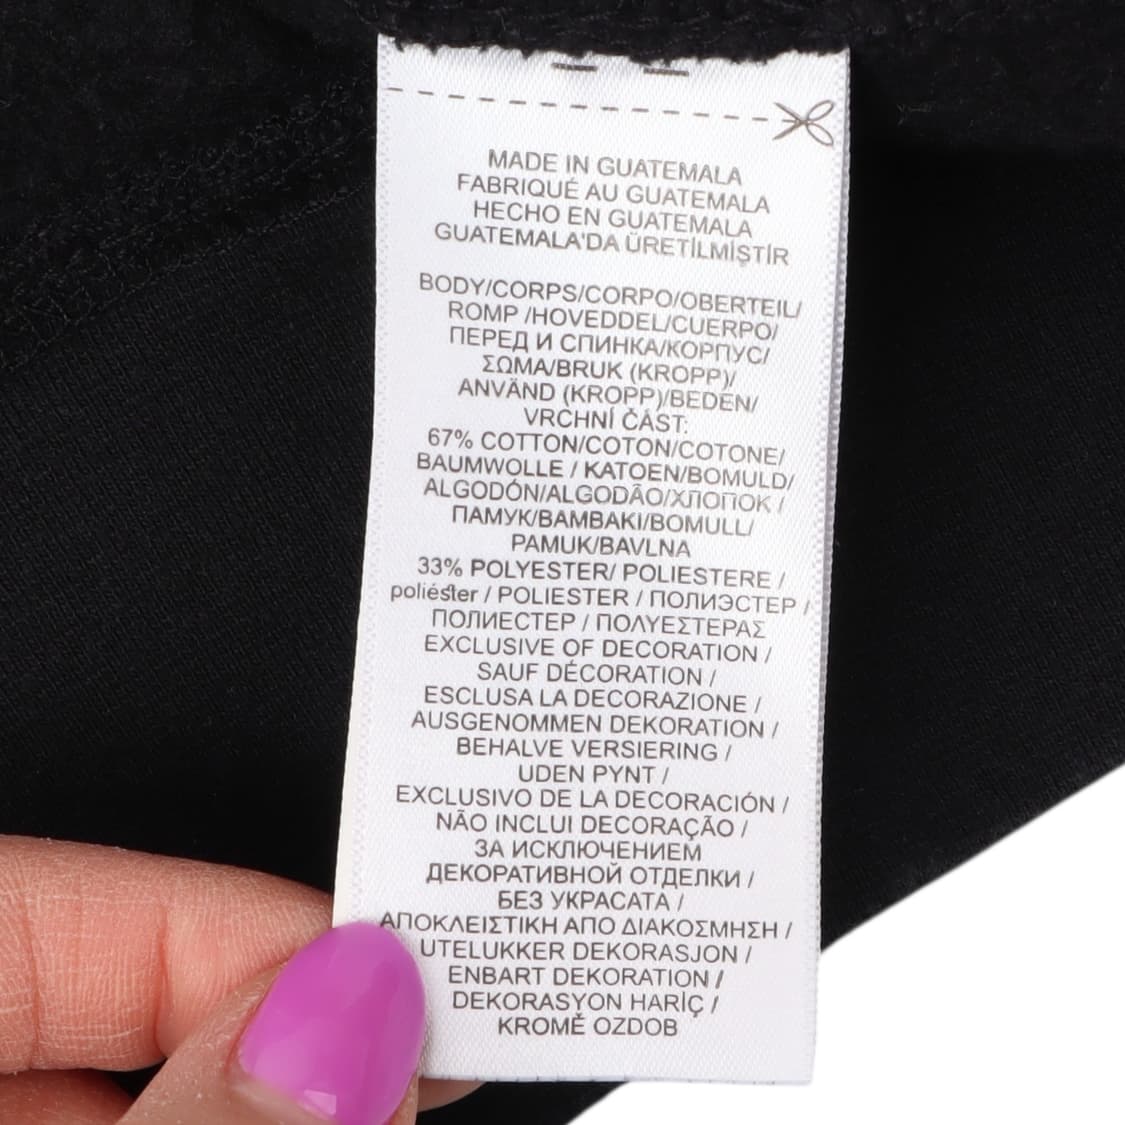 MADE IN GUATEMALA
FABRIQUÉ AU GUATEMALA
HECHO EN GUATEMALA
GUATEMALA'DA ÜRETİLMİŞTİR
BODY/CORPS/CORPO/OBERTEIL/
ROMP /HOVEDDEL/CUERPO/
ПЕРЕД И СПИНКА/КОРПУС/
ΣΩΜΑ/BRUK (KROPP)/
ANVÄND (KROPP)/BEDEN/
VRCHNÍ ČÁST:
67% COTTON/COTON/COTONE/
BAUMWOLLE / KATOEN/BOMULD/
ALGODÓN/ALGODÃO/ХЛОПОК /
ПАМУК/BAMBAKI/BOMULL/
PAMUK/BAVLNA
33% POLYESTER/ POLIESTERE /
poliéster / POLIESTER / ПОЛИЭСТЕР /
ПОЛИЕСТЕР / ΠΟΛΥΕΣΤΕΡΑΣ
EXCLUSIVE OF DECORATION /
SAUF DÉCORATION /
ESCLUSA LA DECORAZIONE /
AUSGENOMMEN DEKORATION /
BEHALVE VERSIERING /
UDEN PYNT /
EXCLUSIVO DE LA DECORACIÓN /
NÃO INCLUI DECORAÇÃO /
ЗА ИСКЛЮЧЕНИЕМ
ДЕКОРАТИВНОЙ ОТДЕЛКИ /
БЕЗ УКРАСАТА /
ΑΠΟΚΛΕΙΣΤΙΚΗ ΑΠΟ ΔΙΑΚΟΣΜΗΣΗ /
UTELUKKER DEKORASJON /
ENBART DEKORATION /
DEKORASYON HARİÇ /
KROMĚ OZDOB